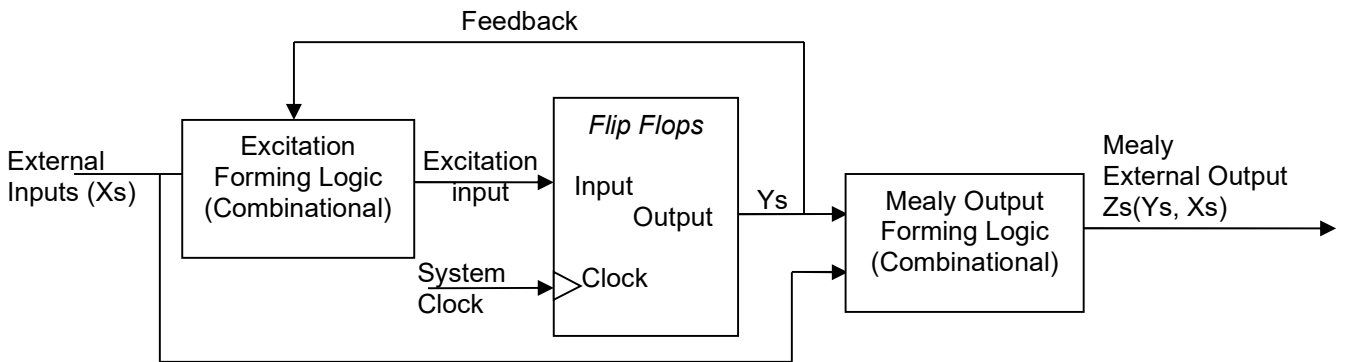 Feedback
External
Inputs (Xs)
Excitation
Forming Logic
(Combinational)
Excitation
input
System
Clock
Flip Flops
Input
Output
Clock
Ys
Mealy Output
Forming Logic
(Combinational)
Mealy
External Output
Zs(Ys, Xs)